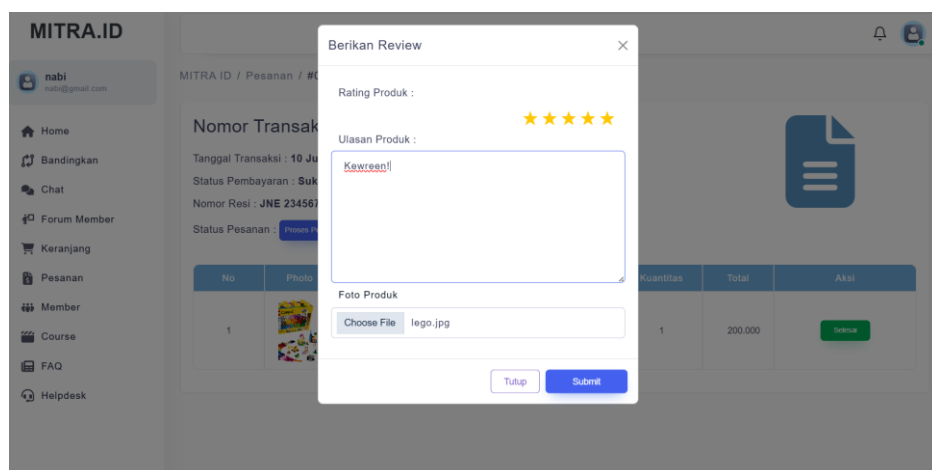 MITRA.ID
nabi
nabi@gmail.com
Home
Bandingkan
Chat
Forum Member
Keranjang
Pesanan
Member
Course
FAQ
Helpdesk
MITRA ID / Pesanan /
Nomor Transak
Tanggal Transaksi : 10 Ju
Status Pembayaran : Suk
Nomor Resi : JNE 234567
Status Pesanan : Proses
No Photo Kuantitas Total Aksi
1 1 200.000 Selesai
Berikan Review
Rating Produk :
Ulasan Produk :
Kewreen!
Foto Produk
Choose File lego.jpg
Tutup Submit